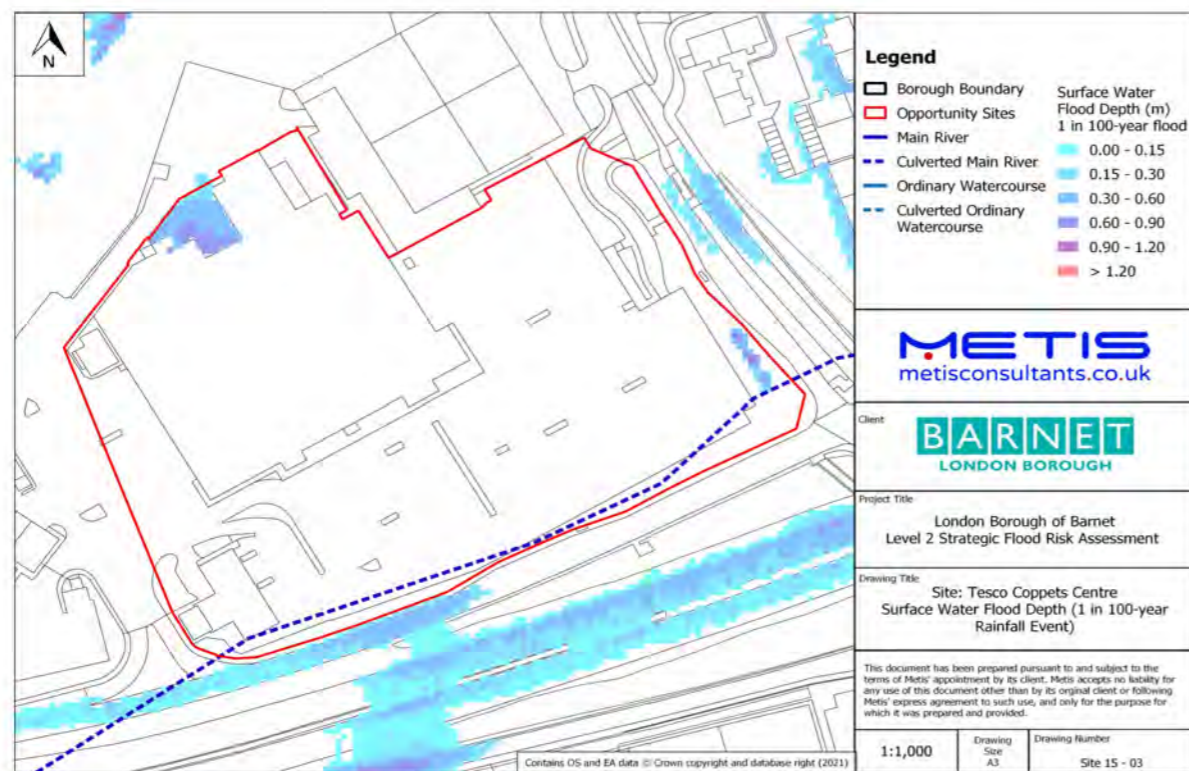 N
Legend
Borough Boundary
Opportunity Sites
Main River
Culverted Main River
Ordinary Watercourse
Culverted Ordinary
Watercourse
Surface Water
Flood Depth (m)
1 in 100-year flood
0.00 - 0.15
0.15 - 0.30
0.30 - 0.60
0.60 - 0.90
0.90 - 1.20
> 1.20
METIS
metisconsultants.co.uk
Client
BARNET
LONDON BOROUGH
Project Title
London Borough of Barnet
Level 2 Strategic Flood Risk Assessment
Drawing Title
Site: Tesco Coppets Centre
Surface Water Flood Depth (1 in 100-year
Rainfall Event)
This document has been prepared pursuant to and subject to the
terms of Metis' appointment by its client. Metis accepts no liability for
any use of this document other than by its orginal client or following
Metis' express agreement to such use, and only for the purpose for
which it was prepared and provided.
1:1,000
Drawing
Size
A3
Drawing Number
Site 15 - 03
Contains OS and EA data © Crown copyright and database right (2021)